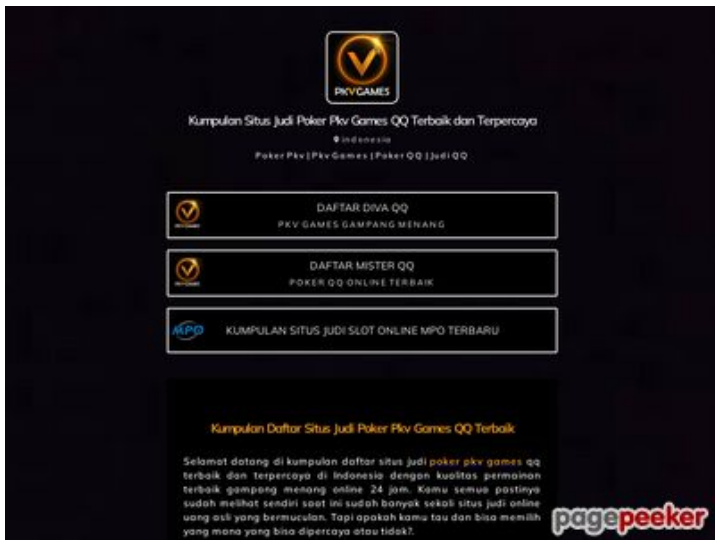 PKVGAMES
Kumpulan Situs Judi Poker Pkv Games QQ Terbaik dan Terpercaya
indonesia
Poker Pkv | Pkv Games | Poker QQ | Judi QQ
DAFTAR DIVA QQ
PKV GAMES GAMPANG MENANG
DAFTAR MISTER QQ
POKER QQ ONLINE TERBAIK
MPO
KUMPULAN SITUS JUDI SLOT ONLINE MPO TERBARU
Kumpulan Daftar Situs Judi Poker Pkv Games QQ Terbaik
Selamat datang di kumpulan daftar situs judi poker pkv games qq
terbaik dan terpercaya di Indonesia dengan kualitas permainan
terbaik gampang menang online 24 jam. Kamu semua pastinya
sudah melihat sendiri saat ini sudah banyak sekali situs judi online
uang asli yang bermuculan. Tapi apakah kamu tau dan bisa memilih
yang mana yang bisa dipercaya atau tidak?.
pagepeeker